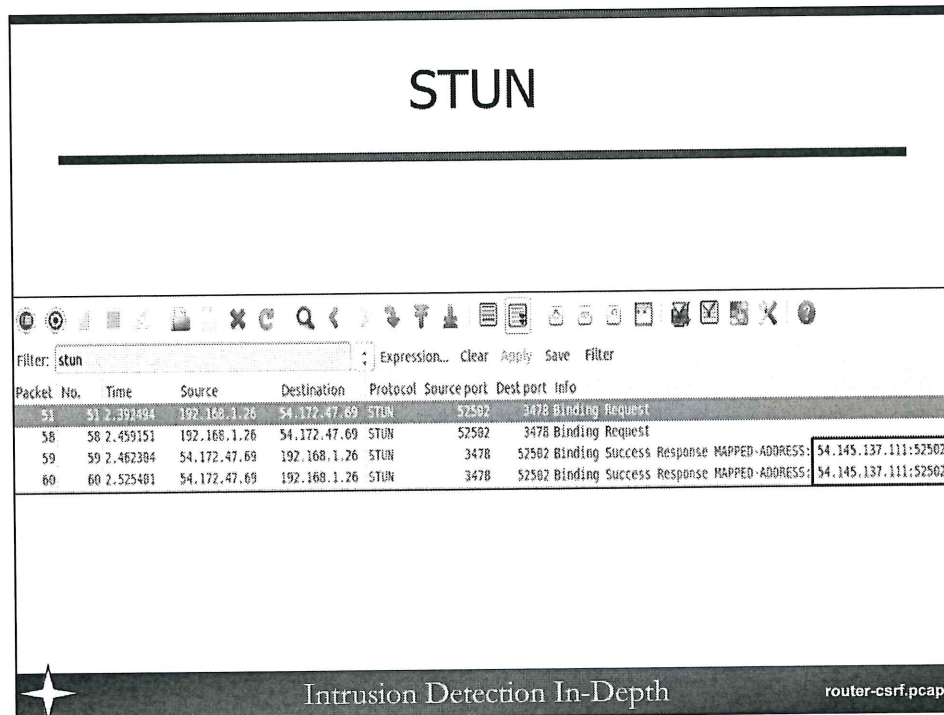 STUN
Filter: stun Expression... Clear Apply Save Filter
Packet No. Time Source Destination Protocol Source port Dest port Info
51 51 2.392494 192.168.1.26 54.172.47.69 STUN 52502 3478 Binding Request
58 58 2.459151 192.168.1.26 54.172.47.69 STUN 52502 3478 Binding Request
59 59 2.462304 54.172.47.69 192.168.1.26 STUN 3478 52502 Binding Success Response MAPPED-ADDRESS: 54.145.137.111:52502
60 60 2.525401 54.172.47.69 192.168.1.26 STUN 3478 52502 Binding Success Response MAPPED-ADDRESS: 54.145.137.111:52502
Intrusion Detection In-Depth
router-csrf.pcap